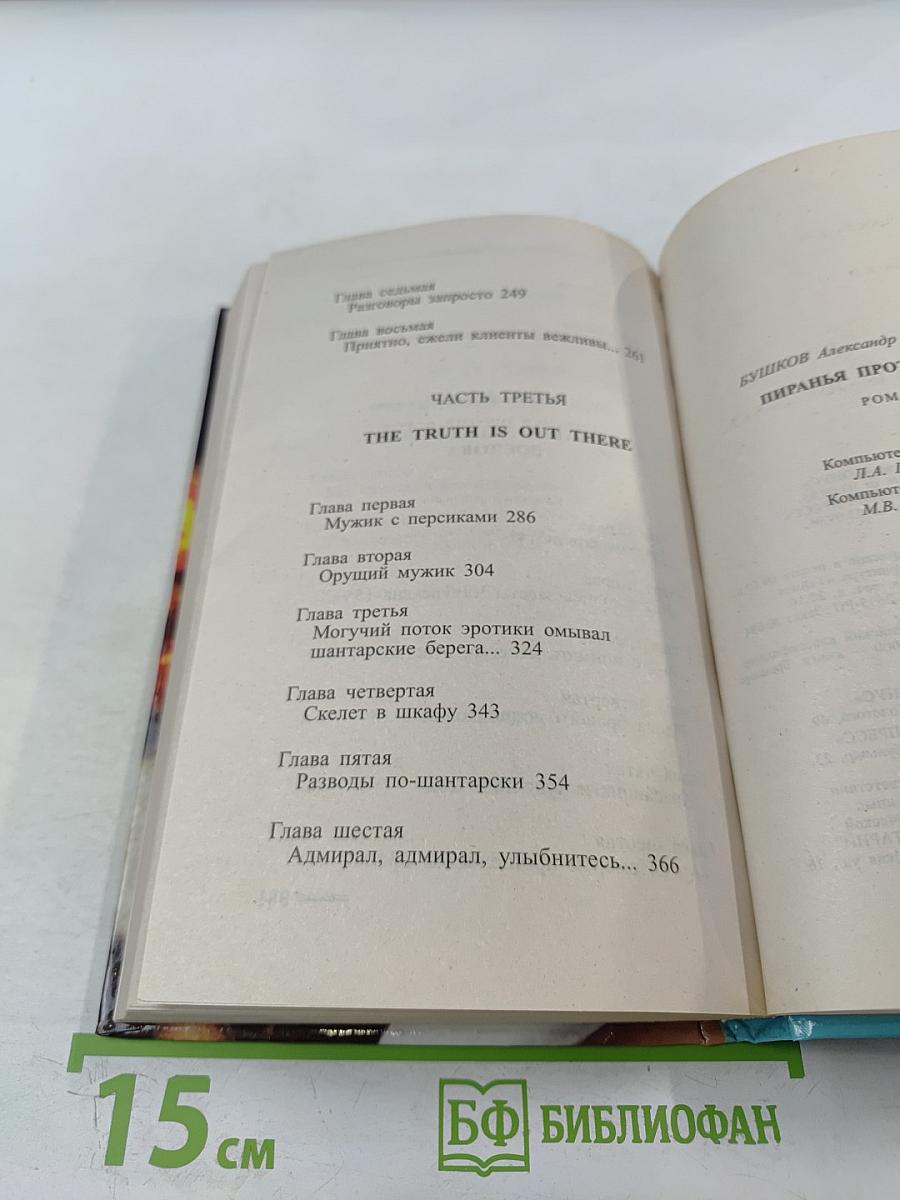 Глава седьмая
Разговоры запросто 249
Глава восьмая
Приятно, ежели клиенты вежливы... 261
ЧАСТЬ ТРЕТЬЯ
THE TRUTH IS OUT THERE
Глава первая
Мужик с персиками 286
Глава вторая
Орущий мужик 304
Глава третья
Могучий поток эротики омывал
шантарские берега... 324
Глава четвертая
Скелет в шкафу 343
Глава пятая
Разводы по-шантарски 354
Глава шестая
Адмирал, адмирал, улыбнитесь... 366
БУШКОВ Александр
ПИРАНЬЯ ПРОТ
РОМ
Компьюте
Л.А.
Компьют
М.В.
15 см
БФ БИБЛИОФАН